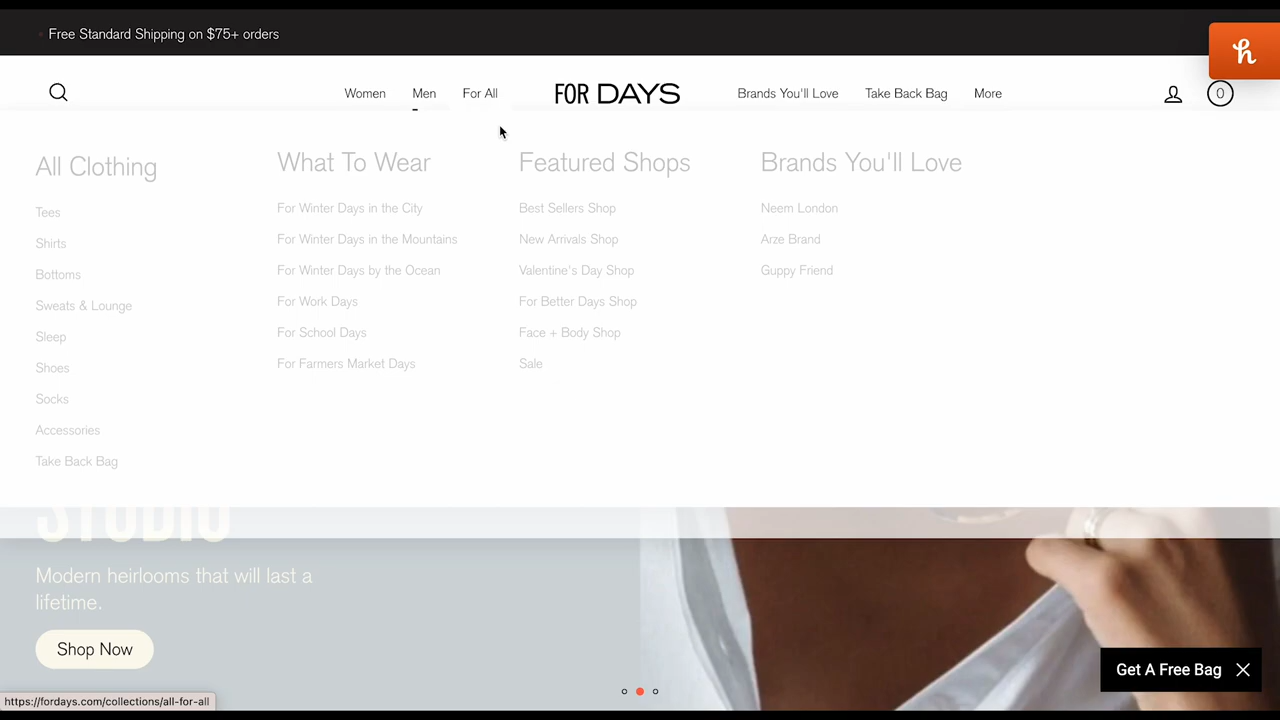 Free Standard Shipping on $75+ orders
Women
Men
For All
FOR DAYS
Brands You'll Love
Take Back Bag
More
0
All Clothing
Tees
Shirts
Bottoms
Sweats & Lounge
Sleep
Shoes
Socks
Accessories
Take Back Bag
What To Wear
For Winter Days in the City
For Winter Days in the Mountains
For Winter Days by the Ocean
For Work Days
For School Days
For Farmers Market Days
Featured Shops
Best Sellers Shop
New Arrivals Shop
Valentine's Day Shop
For Better Days Shop
Face + Body Shop
Sale
Brands You'll Love
Neem London
Arze Brand
Guppy Friend
STUDIO
Modern heirlooms that will last a
lifetime.
Shop Now
Get A Free Bag
https://fordays.com/collections/all-for-all